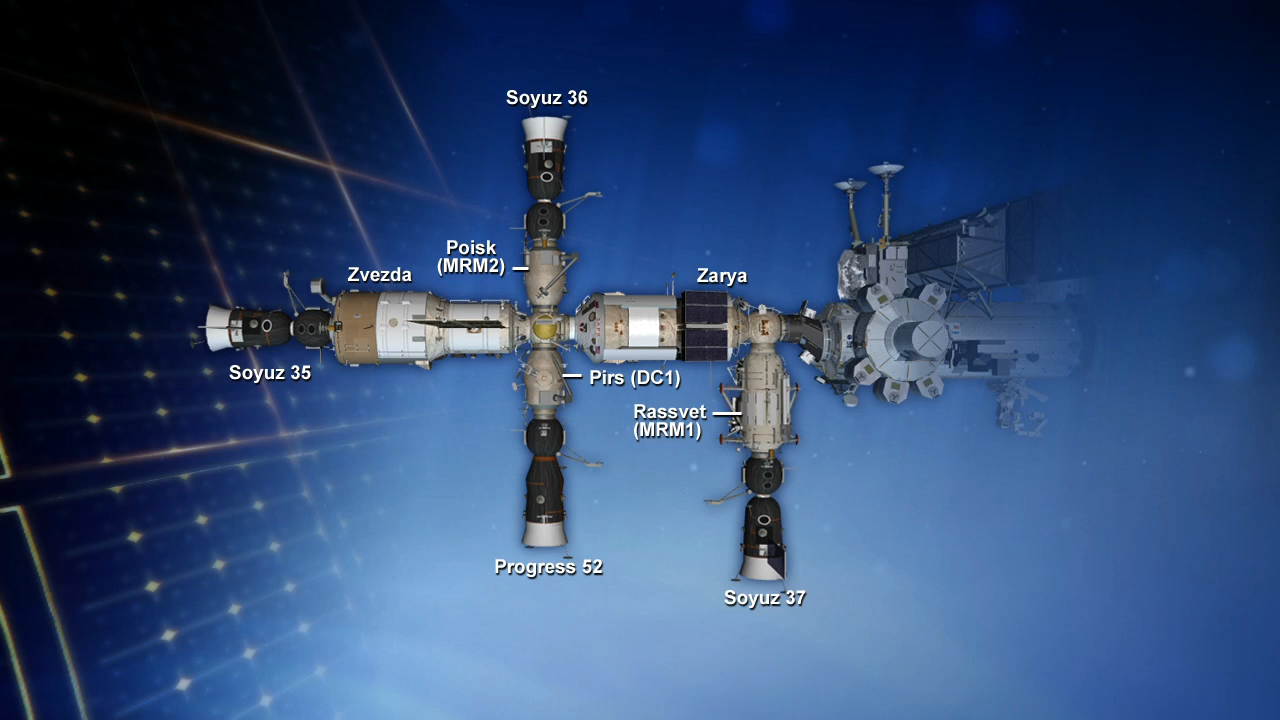 Soyuz 36
Poisk
(MRM2)
Zvezda
Zarya
Soyuz 35
Pirs (DC1)
Rassvet
(MRM1)
Progress 52
Soyuz 37